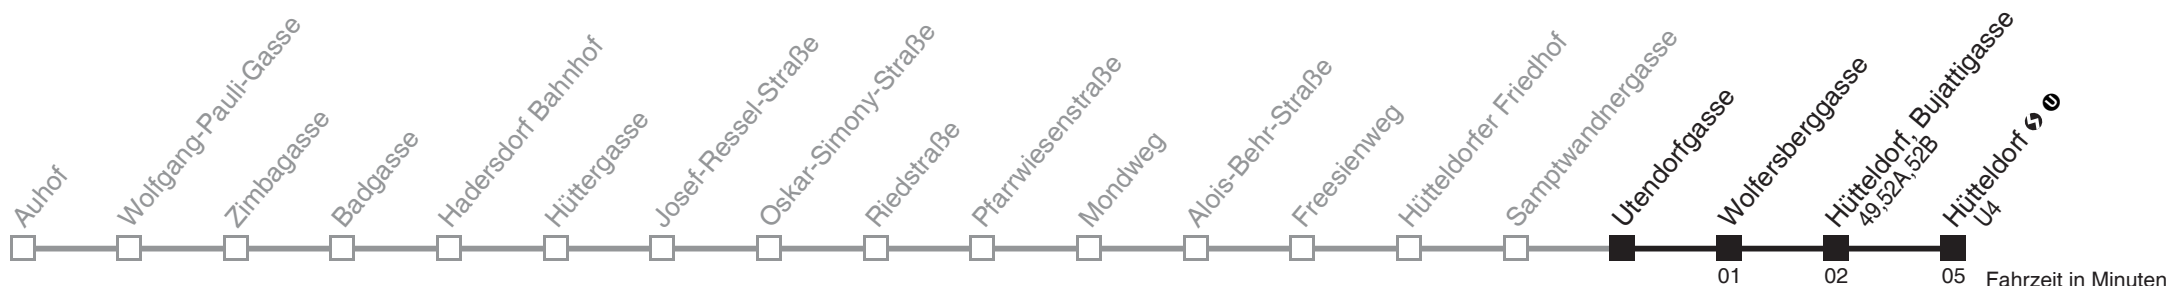 Auhof
Wolfgang-Pauli-Gasse
Zimbagasse
Badgasse
Hadersdorf Bahnhof
Hüttergasse
Josef-Ressel-Straße
Oskar-Simony-Straße
Riedstraße
Pfarrwiesenstraße
Mondweg
Alois-Behr-Straße
Freesienweg
Hütteldorfer Friedhof
Samptwandnergasse
Utendorfgasse
Wolfersberggasse
Hütteldorf, Bujattigasse
49,52A,52B
Hütteldorf S U
U4
01
02
05
Fahrzeit in Minuten